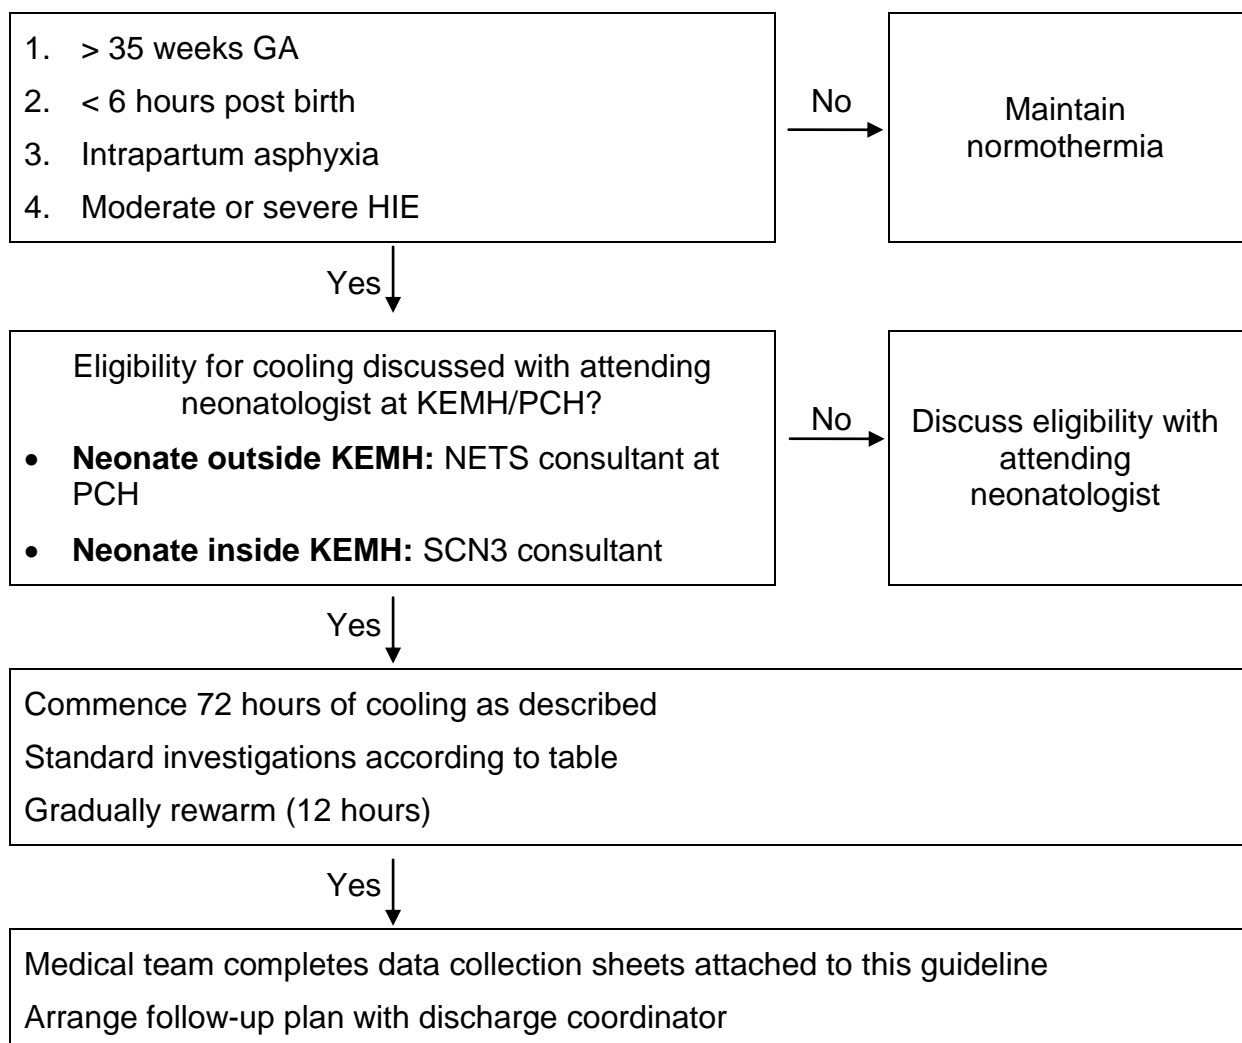 1. > 35 weeks GA
2. < 6 hours post birth
3. Intrapartum asphyxia
4. Moderate or severe HIE
No
Maintain
normothermia
Yes
Eligibility for cooling discussed with attending
neonatologist at KEMH/PCH?
• Neonate outside KEMH: NETS consultant at
PCH
• Neonate inside KEMH: SCN3 consultant
No
Discuss eligibility with
attending
neonatologist
Yes
Commence 72 hours of cooling as described
Standard investigations according to table
Gradually rewarm (12 hours)
Yes
Medical team completes data collection sheets attached to this guideline
Arrange follow-up plan with discharge coordinator